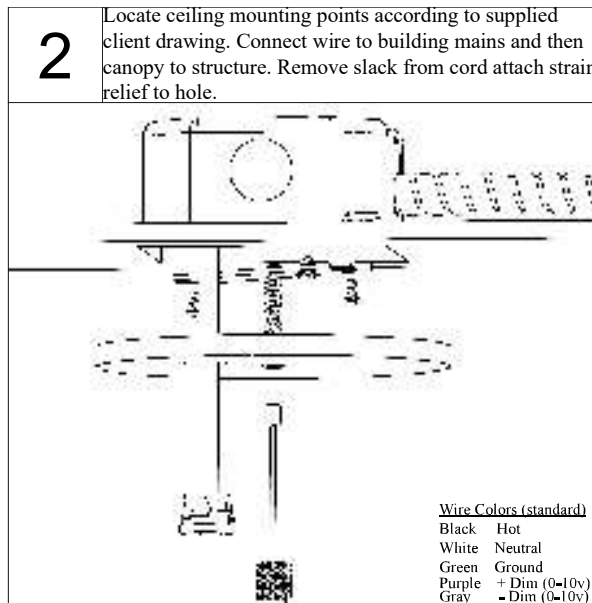 2
Locate ceiling mounting points according to supplied
client drawing. Connect wire to building mains and then
canopy to structure. Remove slack from cord attach strain
relief to hole.
Wire Colors (standard)
Black Hot
White Neutral
Green Ground
Purple + Dim (0-10v)
Gray - Dim (0-10v)